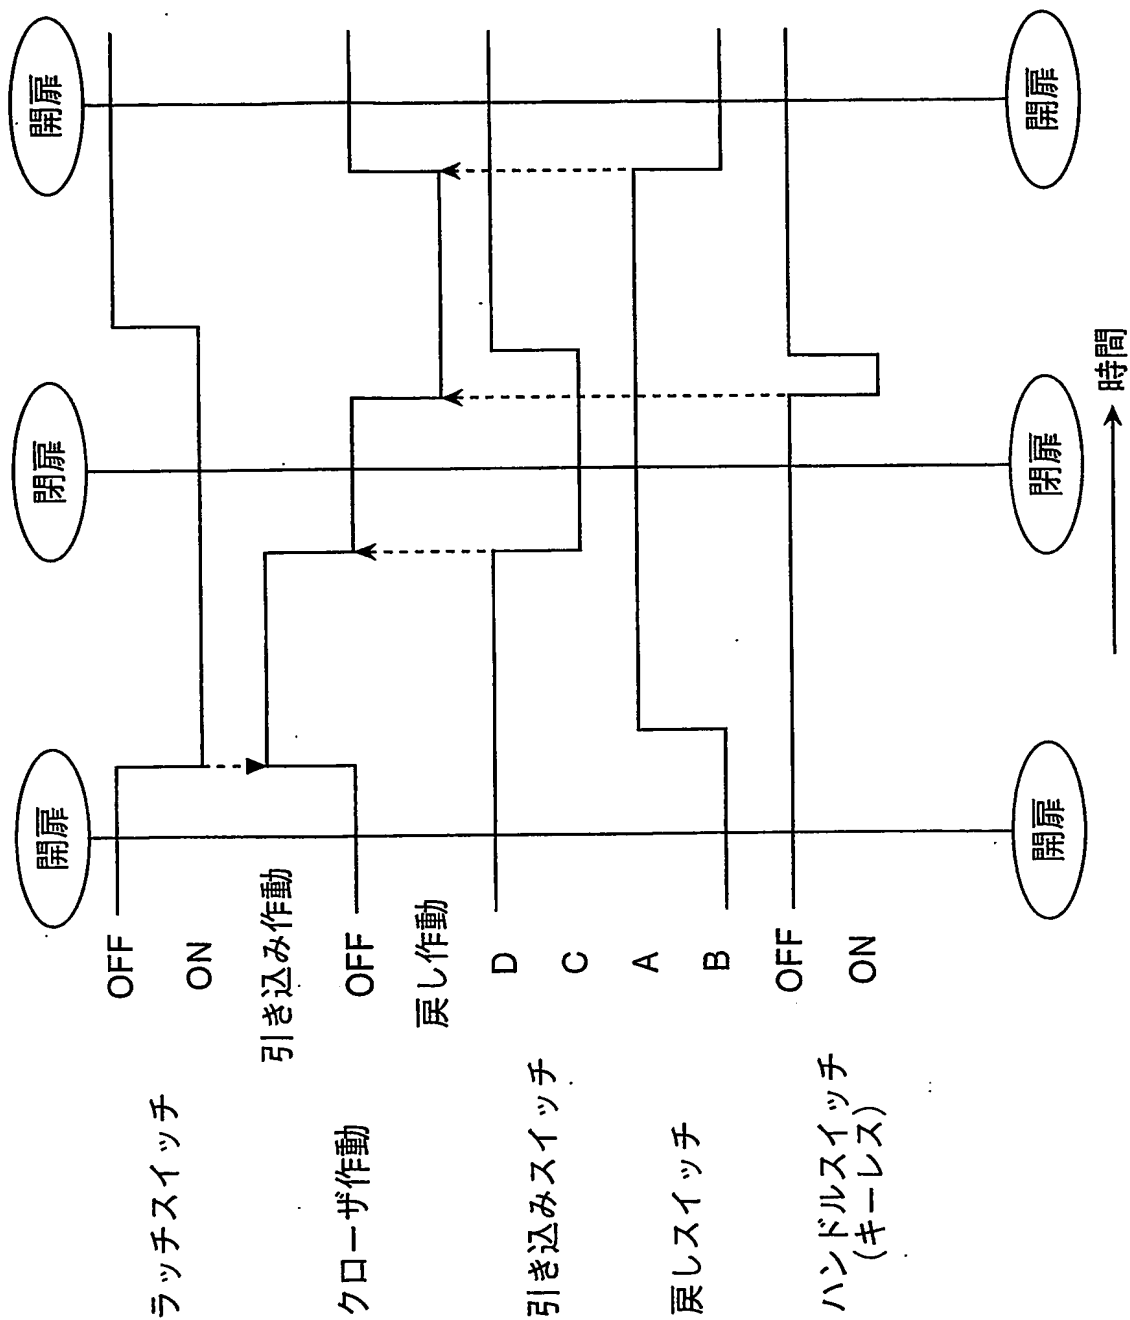 開扉
閉扉
開扉
ラッチスイッチ
OFF
ON
クローザ作動
引き込み作動
OFF
戻し作動
引き込みスイッチ
D
C
戻しスイッチ
A
B
ハンドルスイッチ
(キーレス)
OFF
ON
開扉
閉扉
開扉
時間